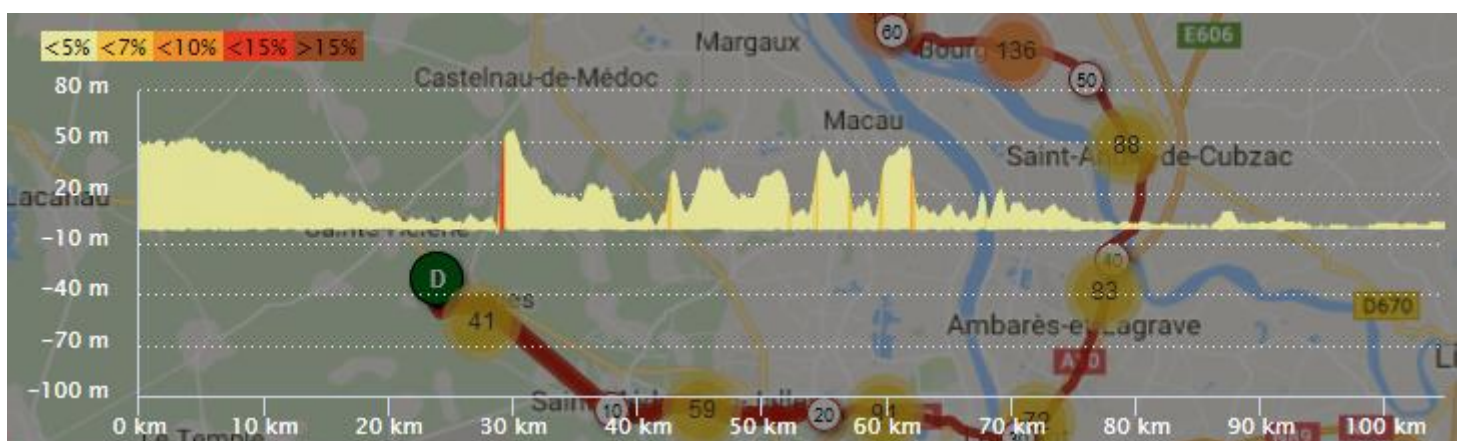 <5% <7% <10% <15% >15%
60
Margaux
Bourg
136
E606
Castelnau-de-Médoc
50
80 m
Macau
88
50 m
Saint-André-de-Cubzac
20 m
Lacanau
-10 m
Sainte-Hélène
40
D
83
-40 m
D670
41
Ambarès-et-Lagrave
-70 m
A10
-100 m
10
59
20
91
0 km 10 km 20 km 30 km 40 km 50 km 60 km 70 km 80 km 90 km 100 km
Le Temple